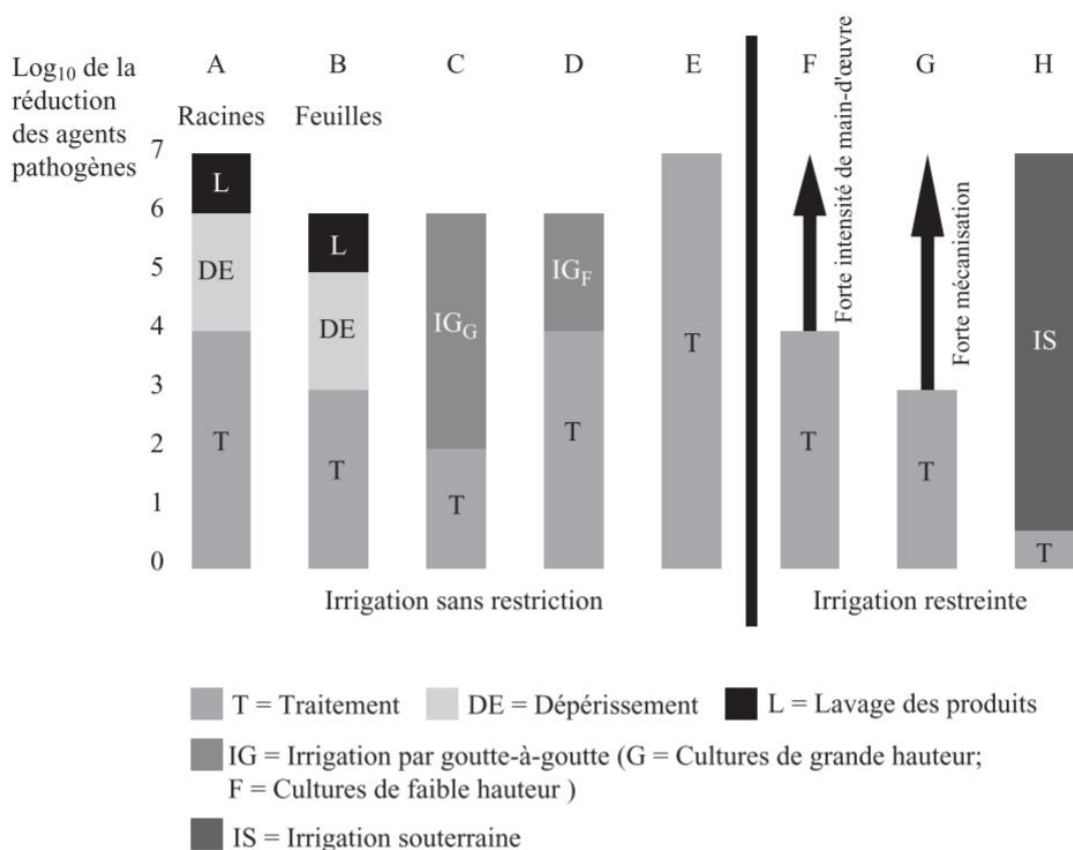 Log10 de la
réduction
des agents
pathogènes
A B C D E F G H
Racines Feuilles
7
6
5
4
3
2
1
0
L
DE
T
L
DE
T
IGG
T
IGF
T
T
Forte intensité de main-d'œuvre
T
Forte mécanisation
T
IS
T
Irrigation sans restriction
Irrigation restreinte
T = Traitement DE = Dépérissement L = Lavage des produits
IG = Irrigation par goutte-à-goutte (G = Cultures de grande hauteur;
F = Cultures de faible hauteur )
IS = Irrigation souterraine